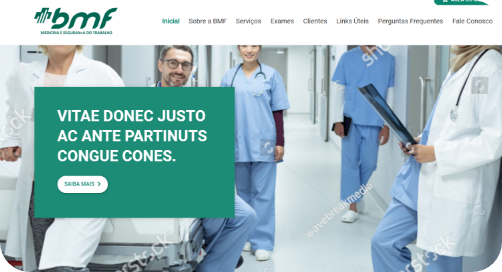 bmf
MEDICINA E SEGURANÇA DO TRABALHO
Inicial Sobre a BMF Serviços Exames Clientes Links Úteis Perguntas Frequentes Fale Conosco
VITAE DONEC JUSTO
AC ANTE PARTINUTS
CONGUE CONES.
SAIBA MAIS
wavebreakmedia